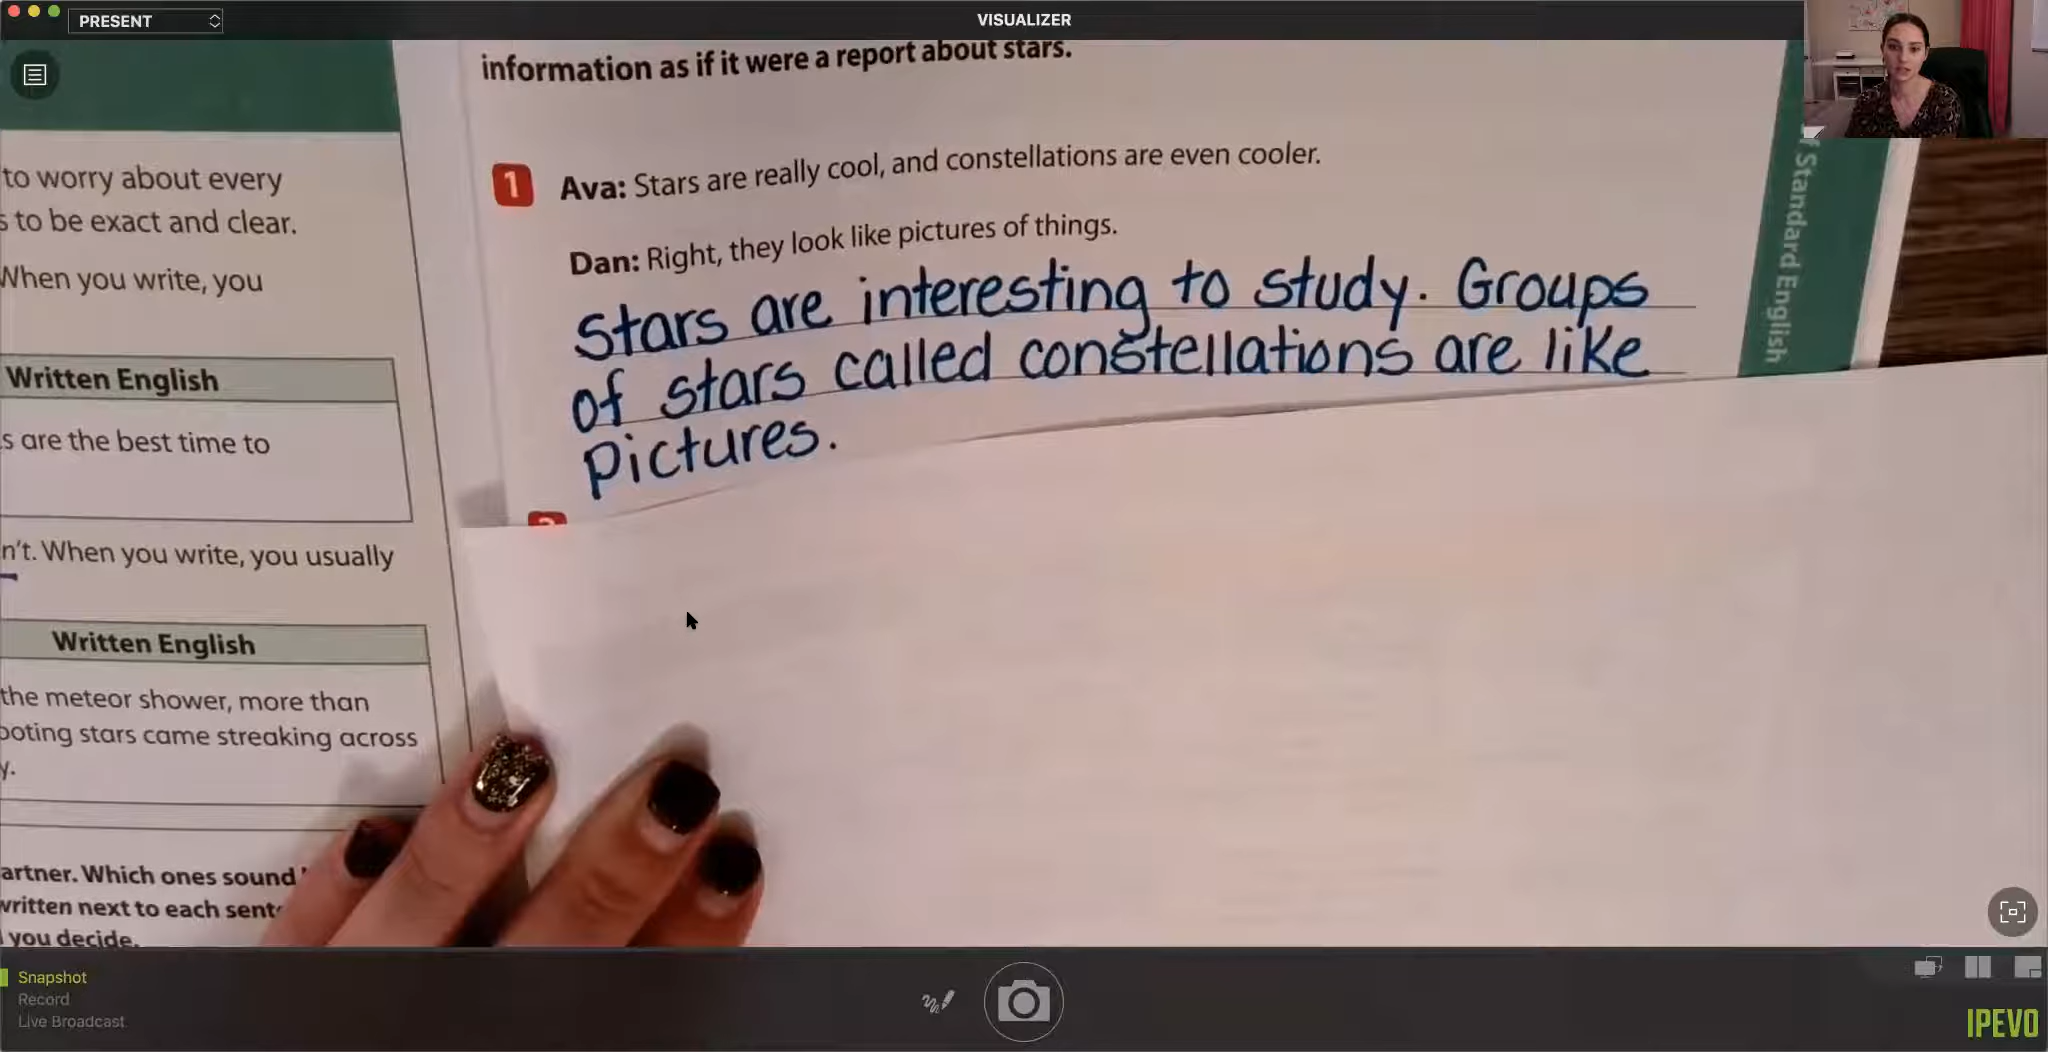 PRESENT
VISUALIZER
information as if it were a report about stars.
to worry about every
s to be exact and clear.
When you write, you
Written English
s are the best time to
n't. When you write, you usually
Written English
the meteor shower, more than
ooting stars came streaking across
y.
artner. Which ones sound
written next to each sent
you decide.
1 Ava: Stars are really cool, and constellations are even cooler.
Dan: Right, they look like pictures of things.
Stars are interesting to study. Groups
of stars called constellations are like
pictures.
Standard English
Snapshot
Record
Live Broadcast
IPEVO